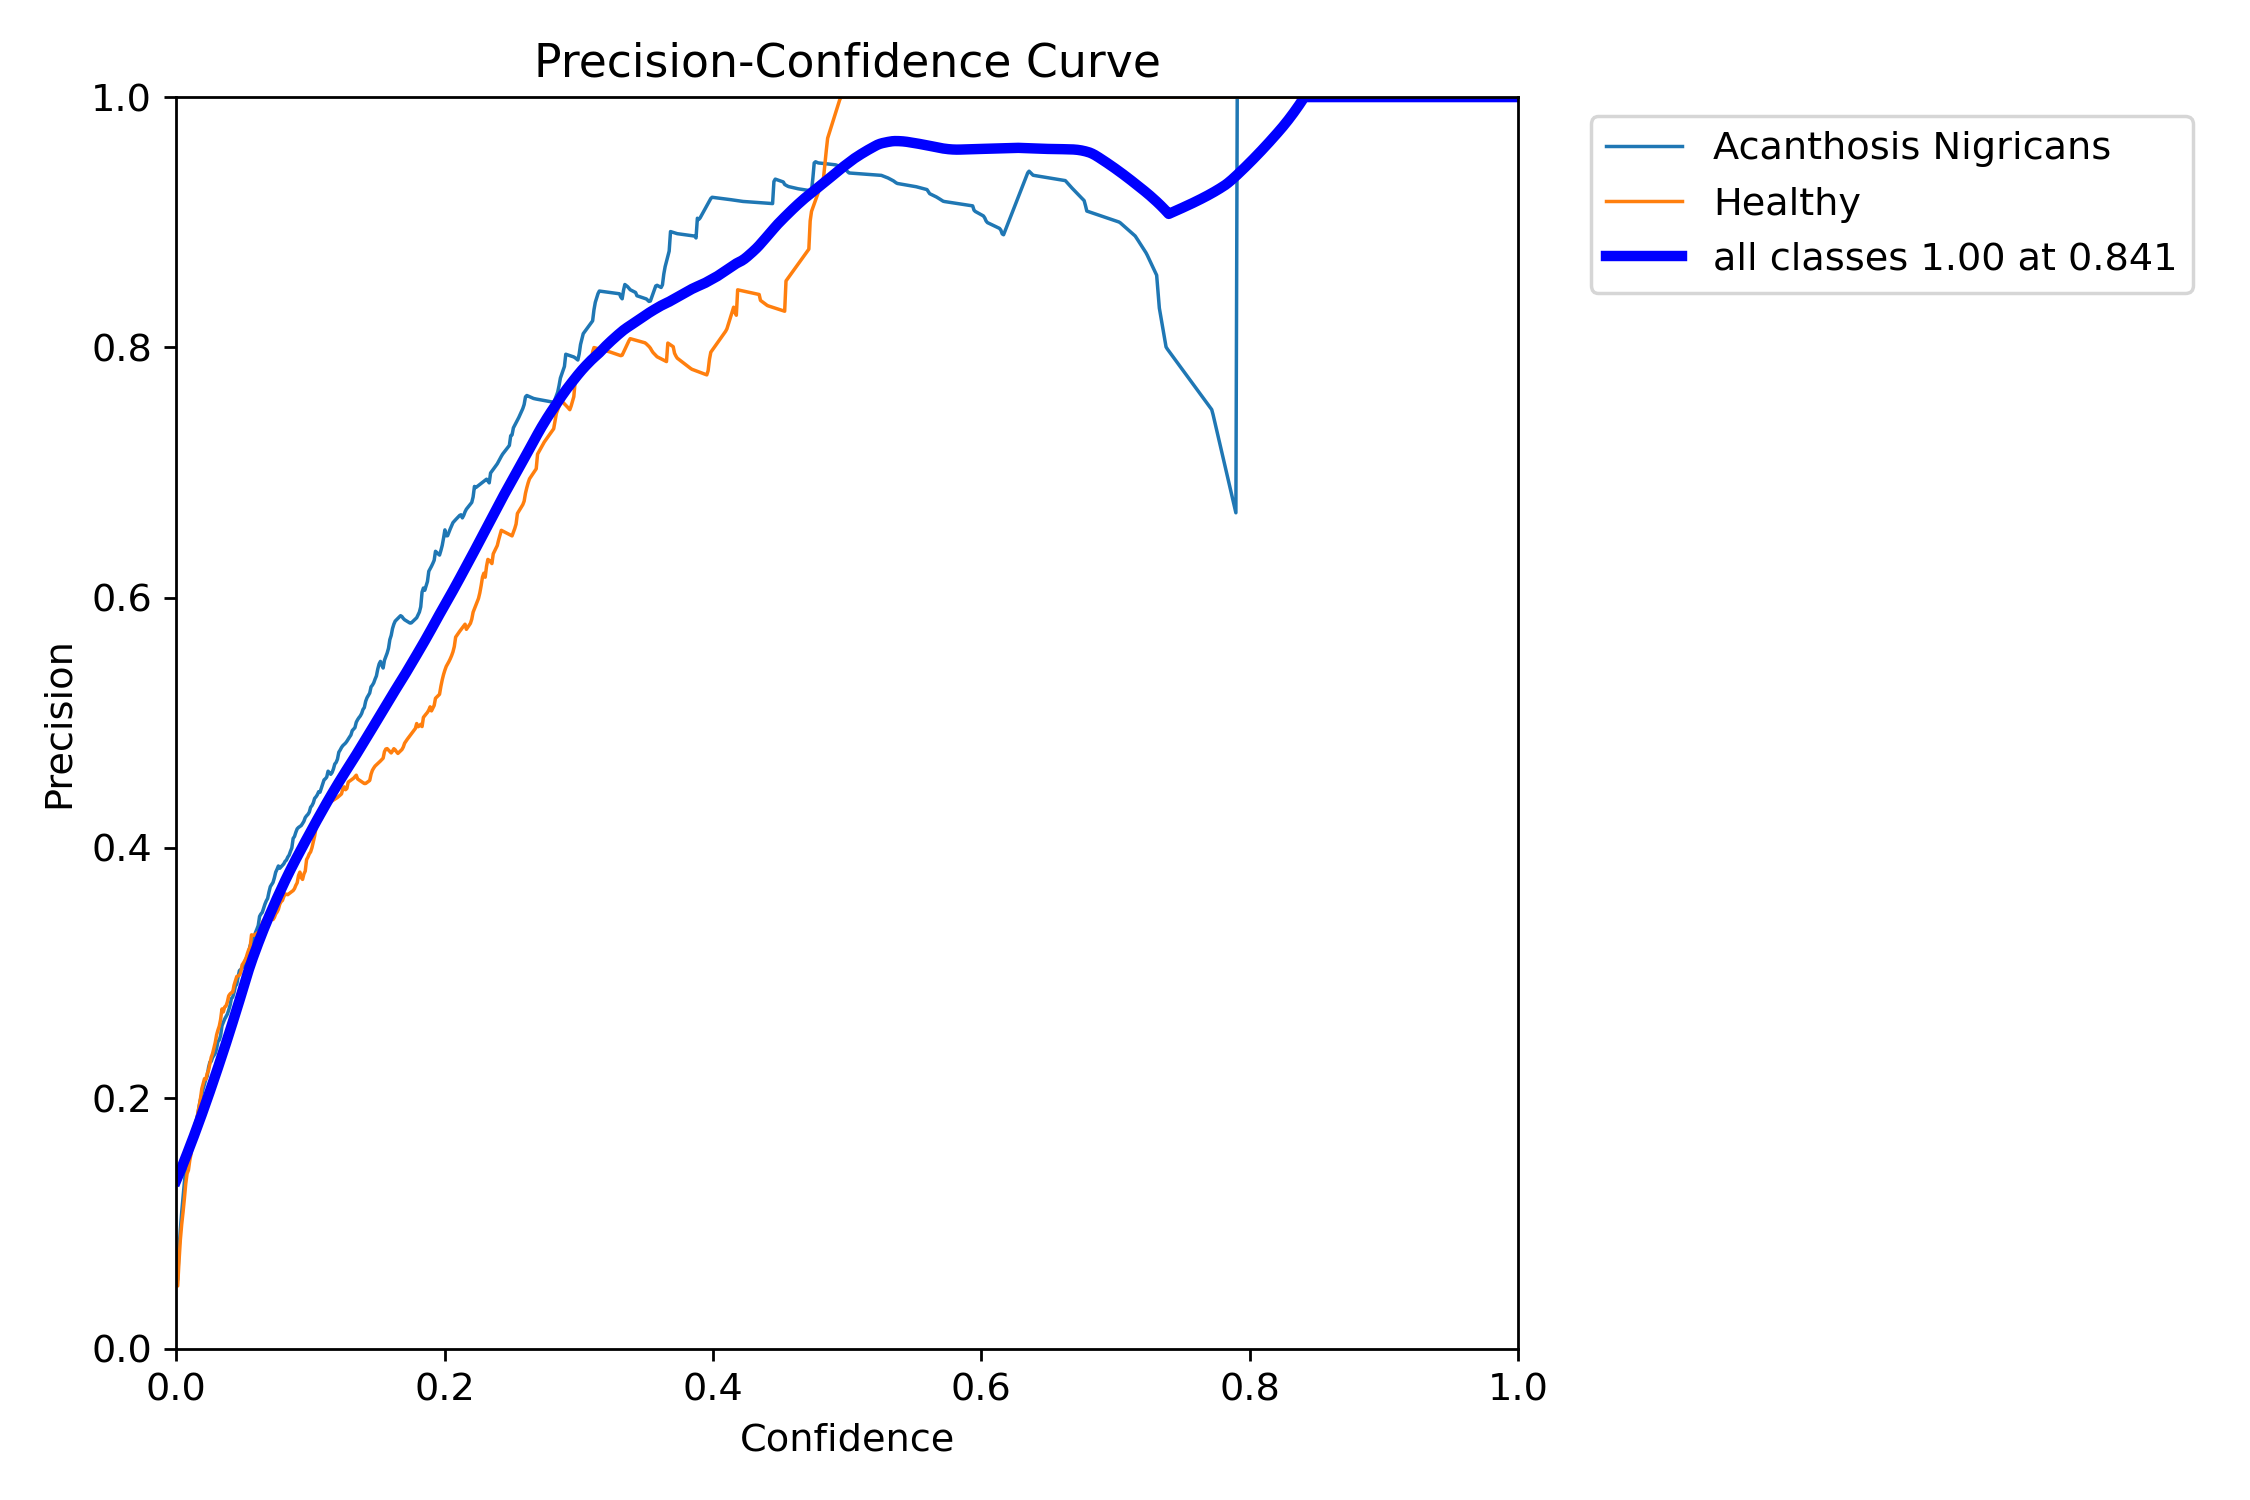 Precision-Confidence Curve
1.0
0.8
0.6
0.4
0.2
0.0
Precision
0.0 0.2 0.4 0.6 0.8 1.0
Confidence
Acanthosis Nigricans
Healthy
all classes 1.00 at 0.841